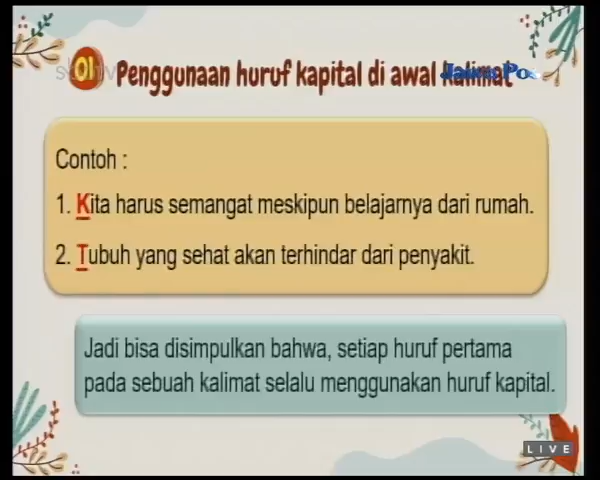 01 Penggunaan huruf kapital di awal kalimat
Contoh :
1. Kita harus semangat meskipun belajarnya dari rumah.
2. Tubuh yang sehat akan terhindar dari penyakit.
Jadi bisa disimpulkan bahwa, setiap huruf pertama
pada sebuah kalimat selalu menggunakan huruf kapital.
LIVE